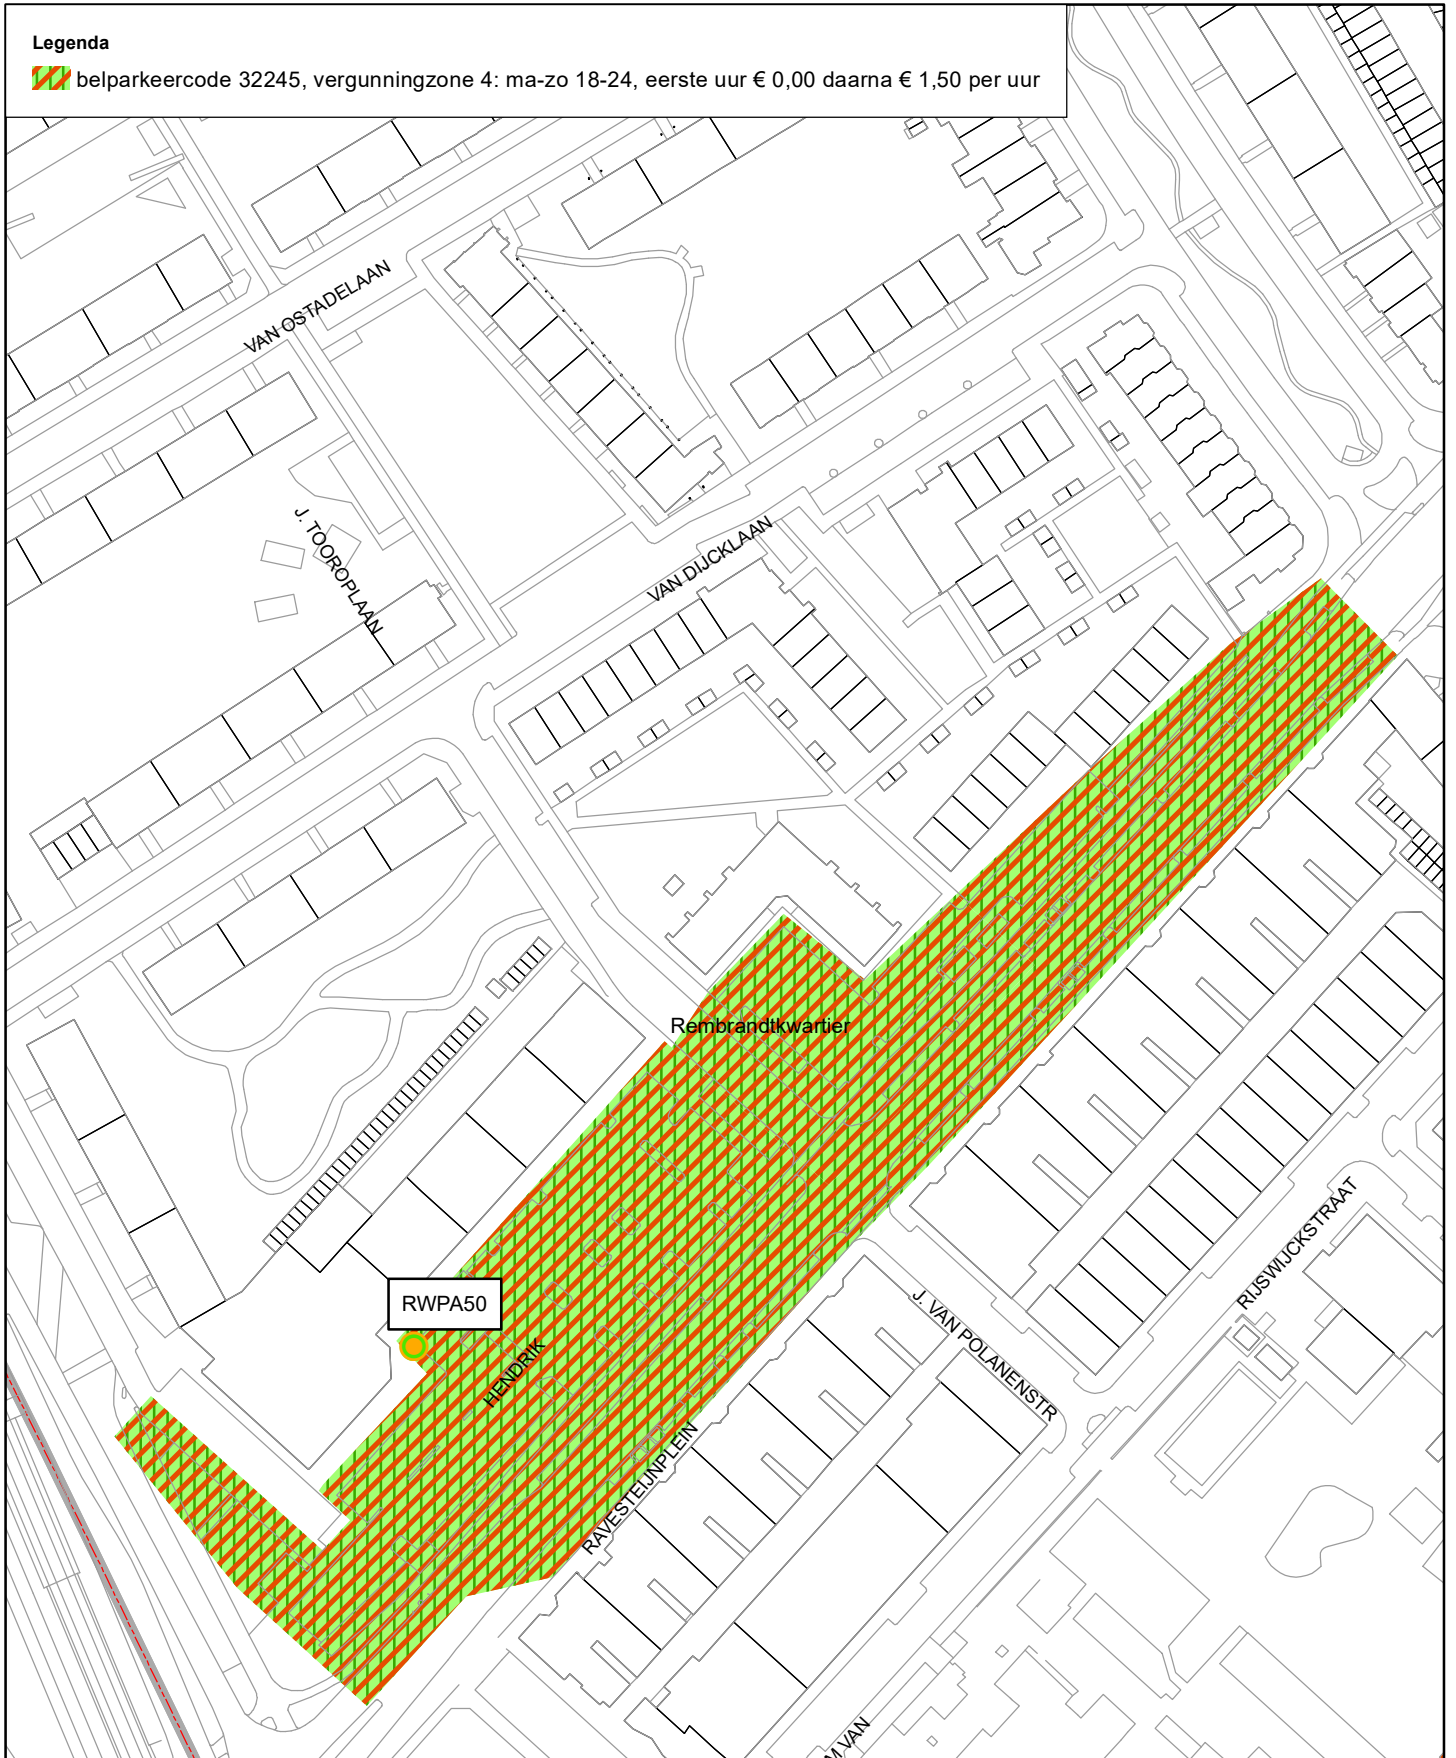 Legenda
belparkeercode 32245, vergunningzone 4: ma-zo 18-24, eerste uur € 0,00 daarna € 1,50 per uur
VAN OSTADELAAN
J. TOOROPLAAN
VAN DIJCKLAAN
Rembrandtkwartier
RIJSWIJCKSTRAAT
RWPA50
J. VAN POLANENSTR
HENDRIK
RAVESTEIJNPLEIN
M VAN